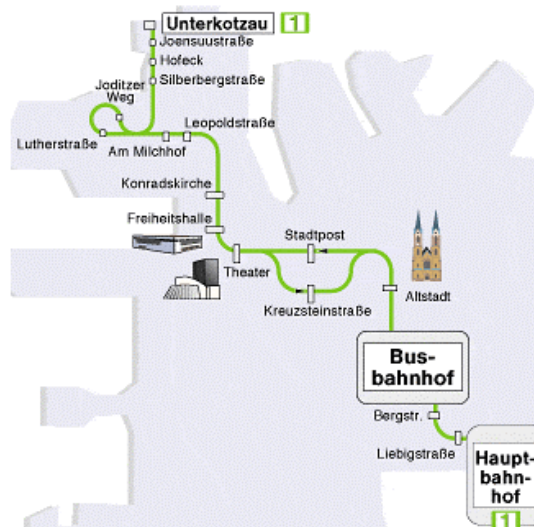 Unterkotzau 1
Joensuustraße
Hofeck
Silberbergstraße
Joditzer
Weg
Leopoldstraße
Lutherstraße
Am Milchhof
Konradskirche
Freiheitshalle
Stadtpost
Theater
Kreuzsteinstraße
Altstadt
Bus-
bahnhof
Bergstr.
Liebigstraße
Haupt-
bahn-
hof
1